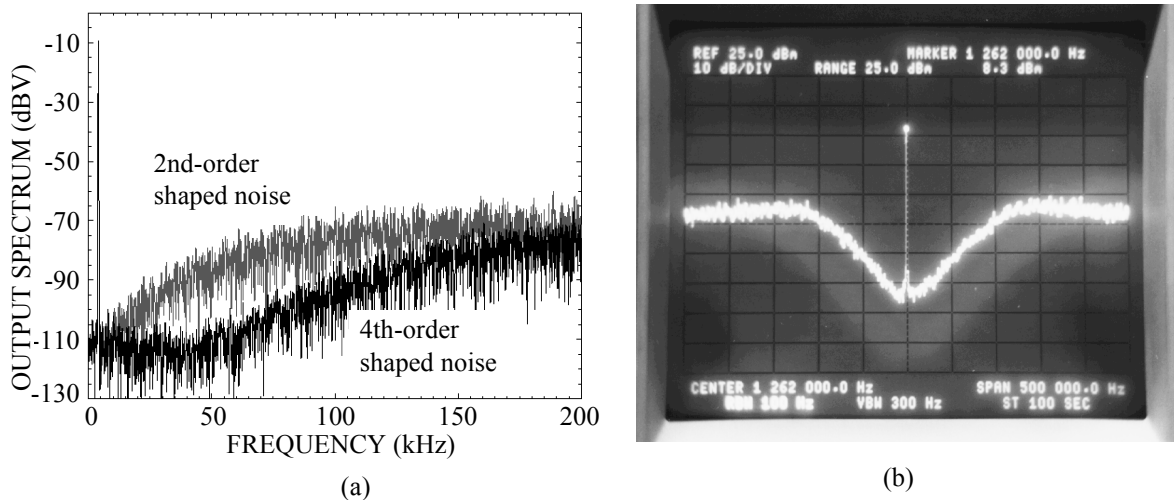 OUTPUT SPECTRUM (dBV)
-10
-30
-50
-70
-90
-110
-130
2nd-order
shaped noise
4th-order
shaped noise
0
50
100
150
200
FREQUENCY (kHz)
(a)
REF 25.0 dBm
MARKER 1 262 000.0 Hz
10 dB/DIV
RANGE 25.0 dBm
8.3 dBm
CENTER 1 262 000.0 Hz
SPAN 500 000.0 Hz
RBW 100 Hz
VBW 300 Hz
ST 100 SEC
(b)